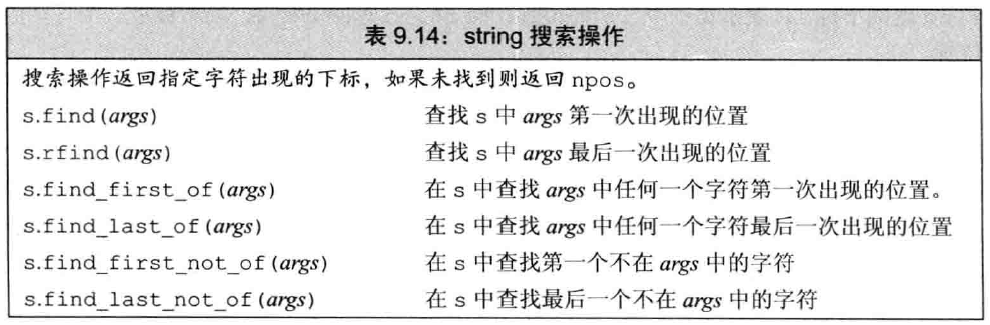 表 9.14：string 搜索操作
搜索操作返回指定字符出现的下标，如果未找到则返回 npos。
s.find(args) 查找 s 中 args 第一次出现的位置
s.rfind(args) 查找 s 中 args 最后一次出现的位置
s.find_first_of(args) 在 s 中查找 args 中任何一个字符第一次出现的位置。
s.find_last_of(args) 在 s 中查找 args 中任何一个字符最后一次出现的位置
s.find_first_not_of(args) 在 s 中查找第一个不在 args 中的字符
s.find_last_not_of(args) 在 s 中查找最后一个不在 args 中的字符